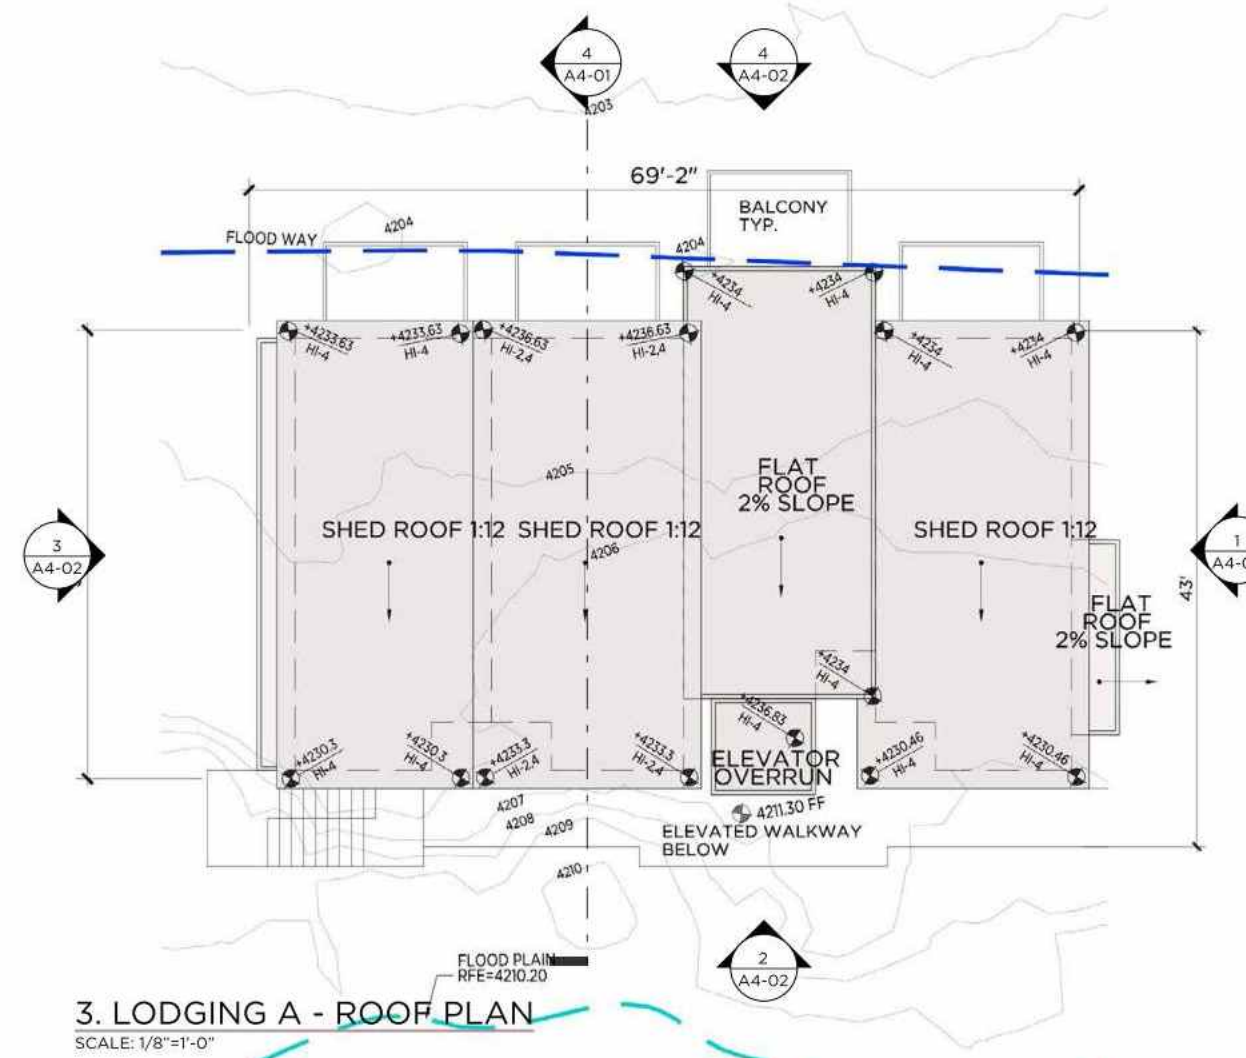 4
A4-01
4
A4-02
4203
69'-2"
BALCONY
TYP.
FLOOD WAY
4204
4204
+4234
HI-4
+4234
HI-4
+4233.63
HI-4
+4233.63
HI-4
+4236.63
HI-2,4
+4236.63
HI-2,4
+4234
HI-4
+4234
HI-4
4205
FLAT
ROOF
2% SLOPE
SHED ROOF 1:12
SHED ROOF 1:12
SHED ROOF 1:12
4206
3
A4-02
1
43'
FLAT
ROOF
2% SLOPE
+4234
HI-4
+4236.83
HI-4
+4230.3
HI-4
+4230.3
HI-4
+4233.3
HI-2,4
+4233.3
HI-2,4
ELEVATOR
OVERRUN
+4230.46
HI-4
+4230.46
HI-4
4207
4208
4209
4211.30 FF
ELEVATED WALKWAY
BELOW
4210
FLOOD PLAIN
RFE=4210.20
2
A4-02
3. LODGING A - ROOF PLAN
SCALE: 1/8"=1'-0"